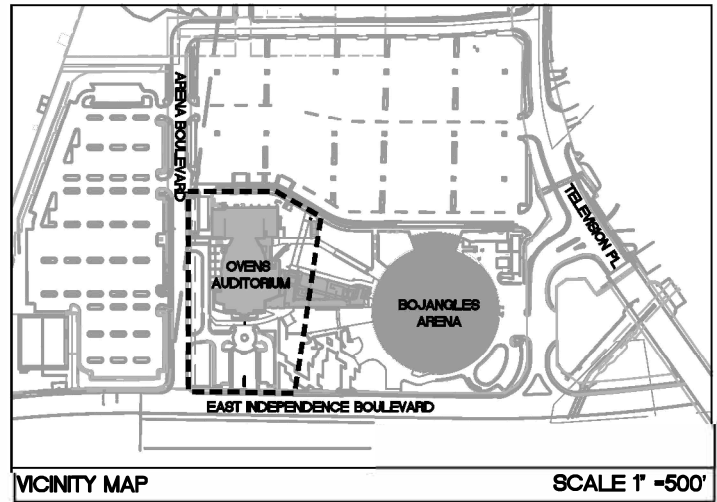 ARENA BOULEVARD
TELEVISION PL
OVENS
AUDITORIUM
BOJANGLES
ARENA
EAST INDEPENDENCE BOULEVARD
VICINITY MAP
SCALE 1" =500'